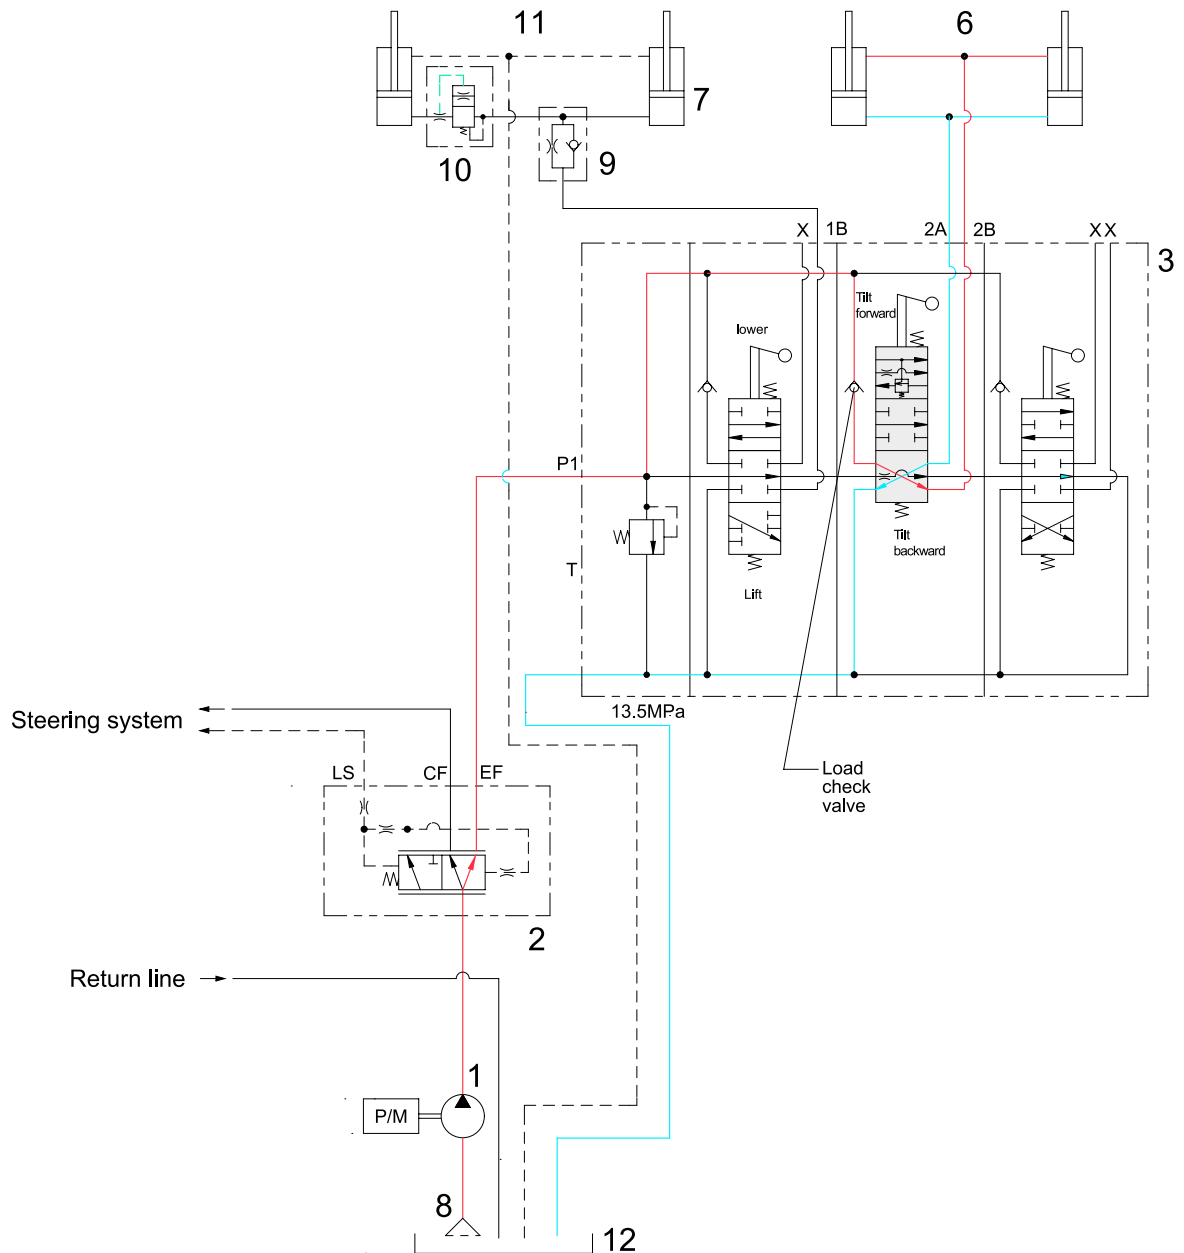 11
6
7
10
9
X
1B
2A
2B
XX
3
Tilt
forward
lower
P1
T
Tilt
backward
Lift
13.5MPa
Steering system
Load
check
valve
LS
CF
EF
2
Return line
1
P/M
8
12